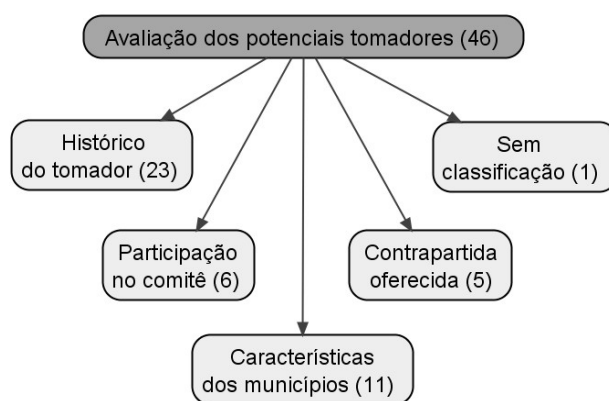 Avaliação dos potenciais tomadores (46)
Histórico
do tomador (23)
Sem
classificação (1)
Participação
no comitê (6)
Contrapartida
oferecida (5)
Características
dos municípios (11)